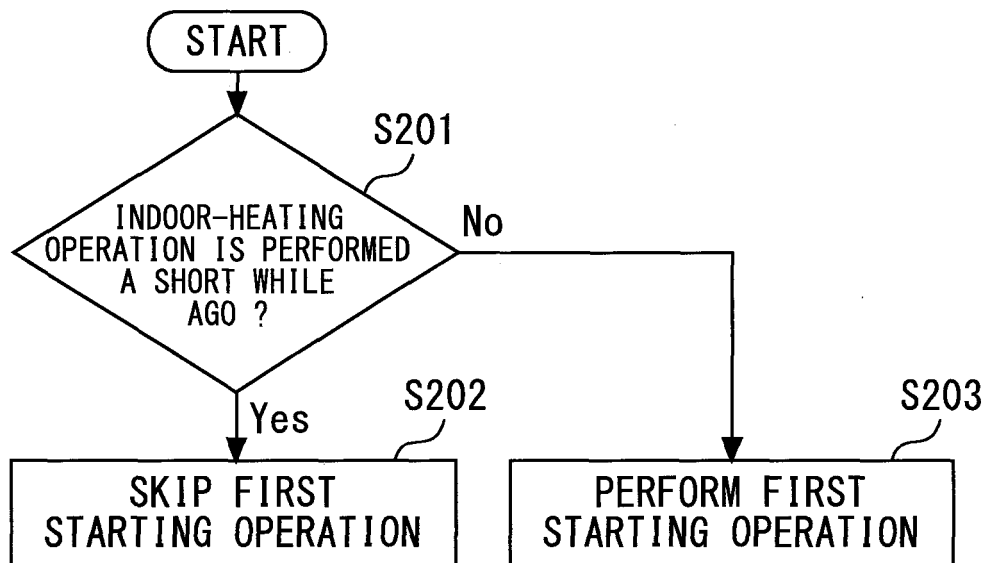 START
S201
INDOOR-HEATING
OPERATION IS PERFORMED
A SHORT WHILE
AGO ?
No
Yes
S202
SKIP FIRST
STARTING OPERATION
S203
PERFORM FIRST
STARTING OPERATION